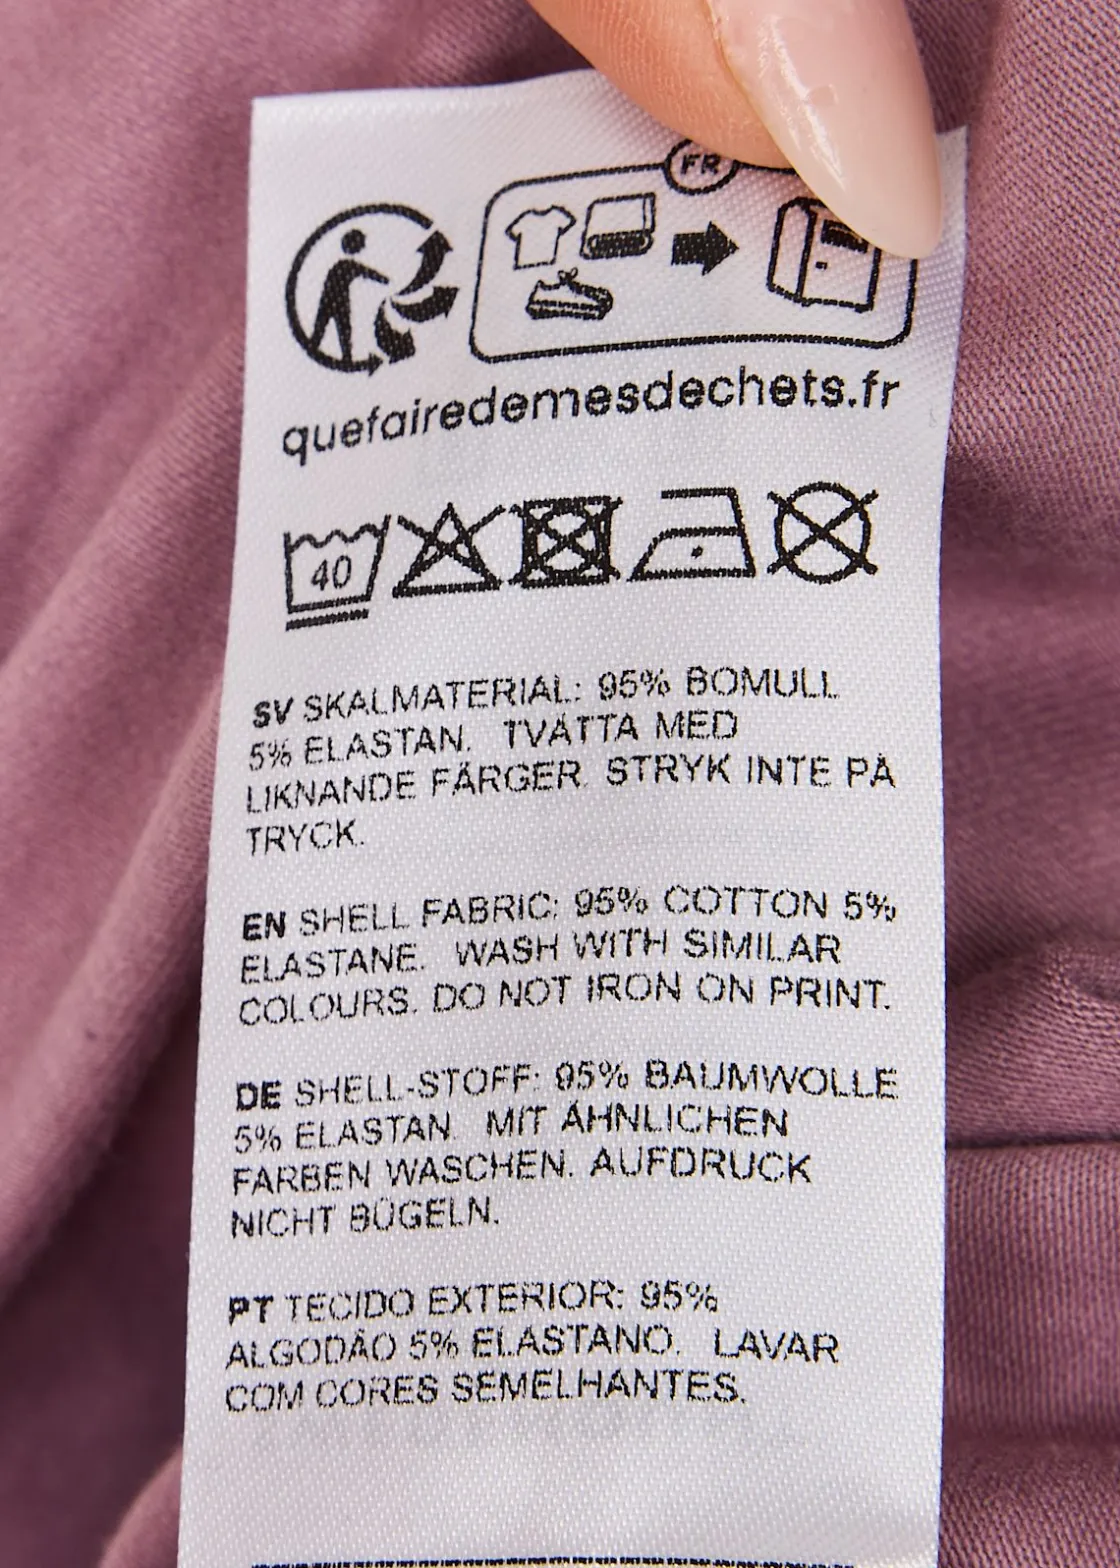 FR
quefairedemesdechets.fr
40
SV SKALMATERIAL: 95% BOMULL
5% ELASTAN. TVÄTTA MED
LIKNANDE FÄRGER. STRYK INTE PÅ
TRYCK.
EN SHELL FABRIC: 95% COTTON 5%
ELASTANE. WASH WITH SIMILAR
COLOURS. DO NOT IRON ON PRINT.
DE SHELL-STOFF: 95% BAUMWOLLE
5% ELASTAN. MIT ÄHNLICHEN
FARBEN WASCHEN. AUFDRUCK
NICHT BÜGELN.
PT TECIDO EXTERIOR: 95%
ALGODÃO 5% ELASTANO. LAVAR
COM CORES SEMELHANTES.